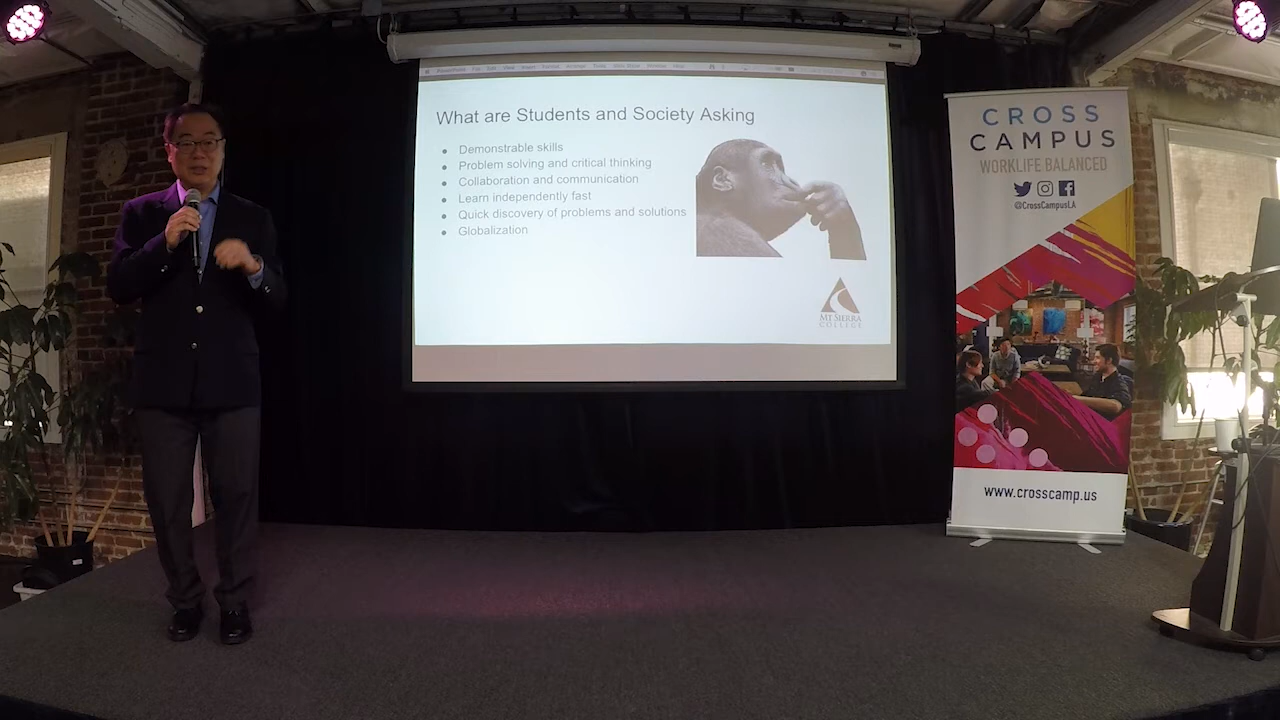 What are Students and Society Asking
Demonstrable skills
Problem solving and critical thinking
Collaboration and communication
Learn independently fast
Quick discovery of problems and solutions
Globalization
MT SIERRA
COLLEGE
CROSS
CAMPUS
WORKLIFE BALANCED
@CrossCampusLA
www.crosscamp.us